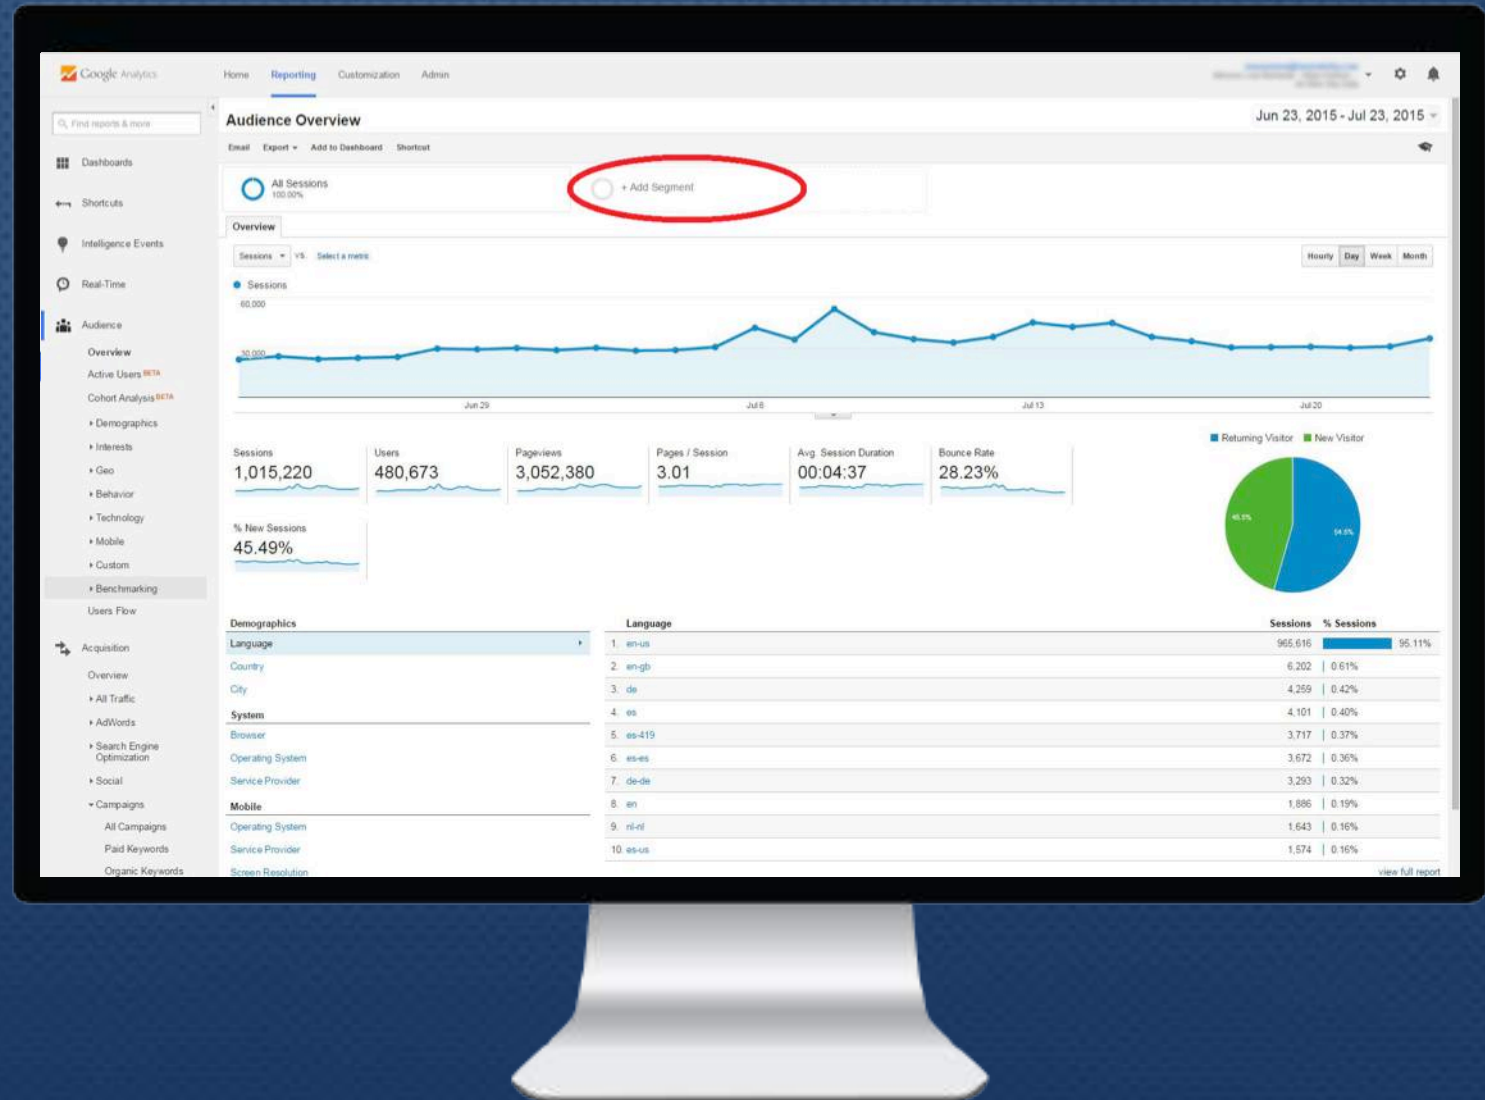 Google Analytics
Home Reporting Customization Admin
Find reports & more
Dashboards
Shortcuts
Intelligence Events
Real-Time
Audience
Overview
Active Users BETA
Cohort Analysis BETA
Demographics
Interests
Geo
Behavior
Technology
Mobile
Custom
Benchmarking
Users Flow
Acquisition
Overview
All Traffic
AdWords
Search Engine
Optimization
Social
Campaigns
All Campaigns
Paid Keywords
Organic Keywords
Audience Overview
Jun 23, 2015 - Jul 23, 2015
Email Export Add to Dashboard Shortcut
All Sessions
100.00%
+ Add Segment
Overview
Sessions VS. Select a metric
Hourly Day Week Month
Sessions
60,000
30,000
Jun 29 Jul 6 Jul 13 Jul 20
Returning Visitor New Visitor
45.5%
54.5%
Sessions
1,015,220
Users
480,673
Pageviews
3,052,380
Pages / Session
3.01
Avg. Session Duration
00:04:37
Bounce Rate
28.23%
% New Sessions
45.49%
Demographics
Language
Country
City
System
Browser
Operating System
Service Provider
Mobile
Operating System
Service Provider
Screen Resolution
Language Sessions % Sessions
1. en-us 965,616 95.11%
2. en-gb 6,202 0.61%
3. de 4,259 0.42%
4. es 4,101 0.40%
5. es-419 3,717 0.37%
6. es-es 3,672 0.36%
7. de-de 3,293 0.32%
8. en 1,886 0.19%
9. nl-nl 1,643 0.16%
10. es-us 1,574 0.16%
view full report